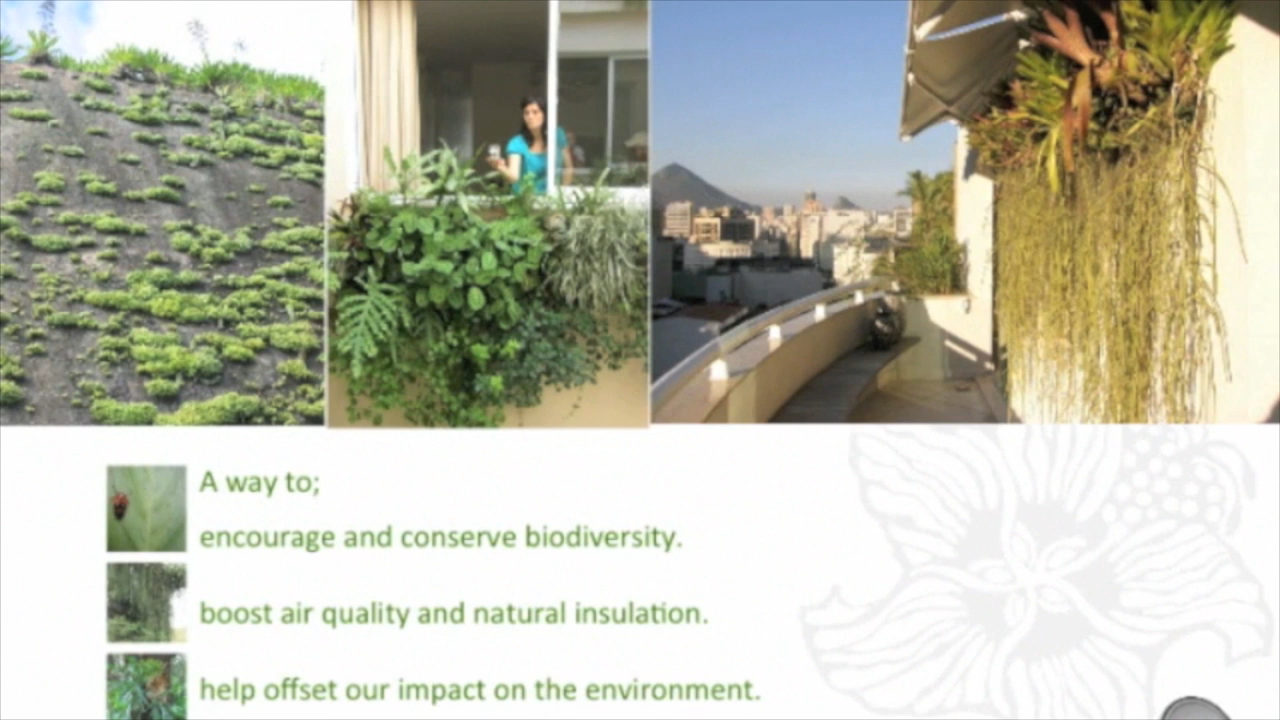 A way to;
encourage and conserve biodiversity.
boost air quality and natural insulation.
help offset our impact on the environment.